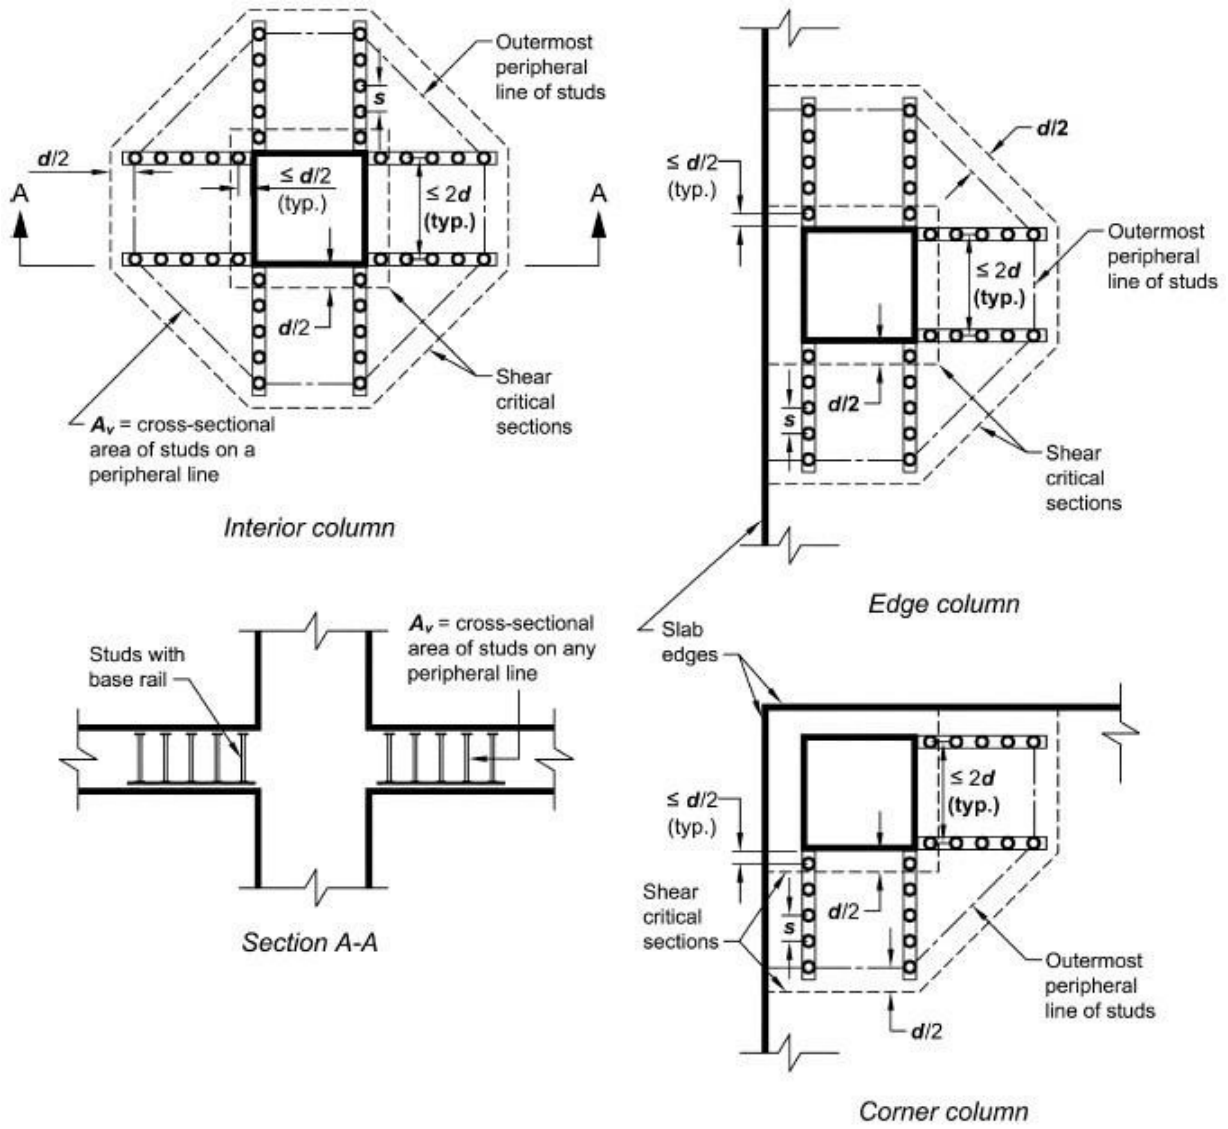 Outermost
peripheral
line of studs
s
d/2
≤ d/2
(typ.)
≤ 2d
(typ.)
A
A
d/2
Shear
critical
sections
Av = cross-sectional
area of studs on a
peripheral line
Interior column
d/2
≤ d/2
(typ.)
Outermost
peripheral
line of studs
≤ 2d
(typ.)
d/2
s
Shear
critical
sections
Edge column
Slab
edges
Studs with
base rail
Av = cross-sectional
area of studs on any
peripheral line
Section A-A
≤ d/2
(typ.)
≤ 2d
(typ.)
Shear
critical
sections
s
d/2
Outermost
peripheral
line of studs
d/2
Corner column